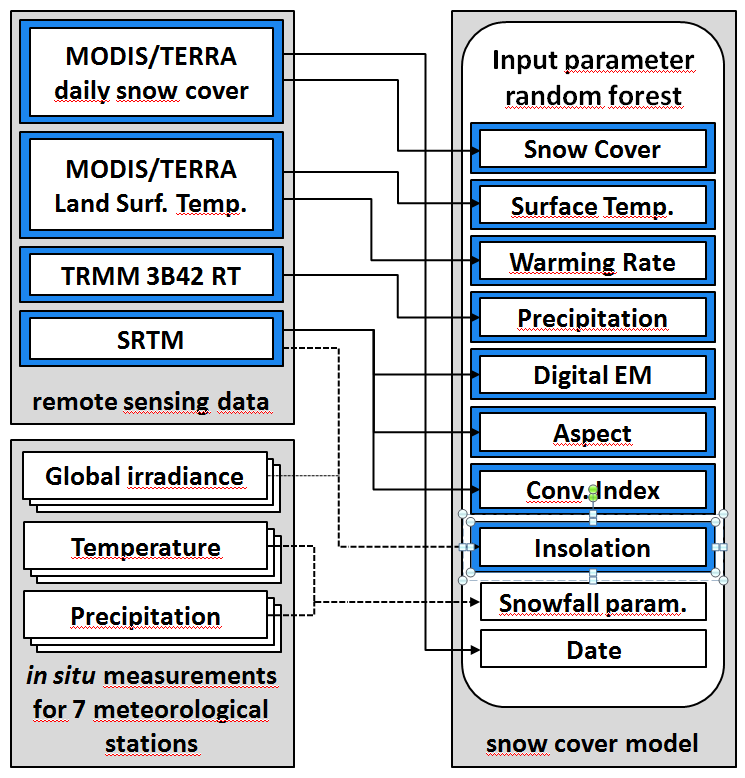 MODIS/TERRA
daily snow cover
MODIS/TERRA
Land Surf. Temp.
TRMM 3B42 RT
SRTM
remote sensing data
Global irradiance
Temperature
Precipitation
in situ measurements
for 7 meteorological
stations
Input parameter
random forest
Snow Cover
Surface Temp.
Warming Rate
Precipitation
Digital EM
Aspect
Conv. Index
Insolation
Snowfall param.
Date
snow cover model